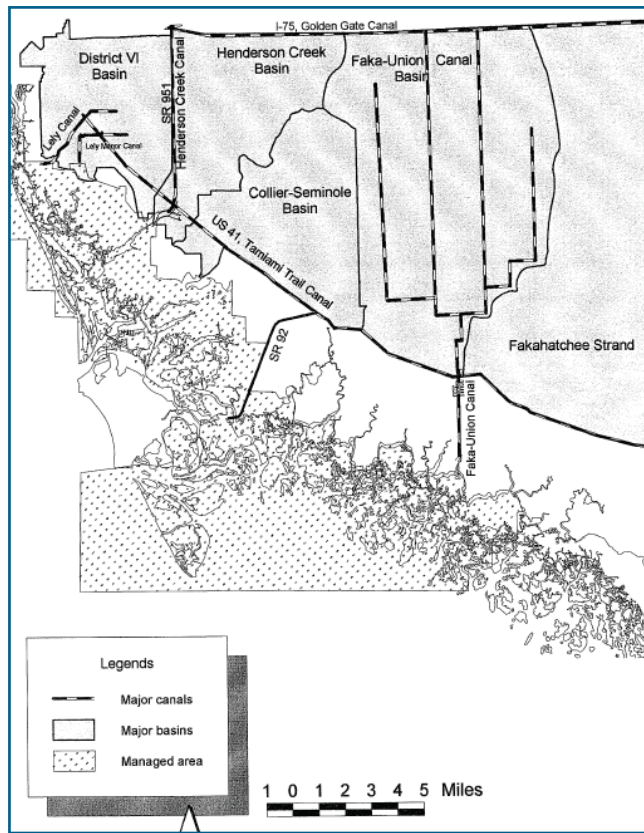 I-75, Golden Gate Canal
District VI
Basin
SR 951
Henderson Creek Canal
Henderson Creek
Basin
Faka-Union
Basin
Canal
Lely Canal
Lely Manor Canal
Collier-Seminole
Basin
US 41, Tamiami Trail Canal
SR 92
Fakahatchee Strand
Faka-Union Canal
Legends
Major canals
Major basins
Managed area
1 0 1 2 3 4 5 Miles